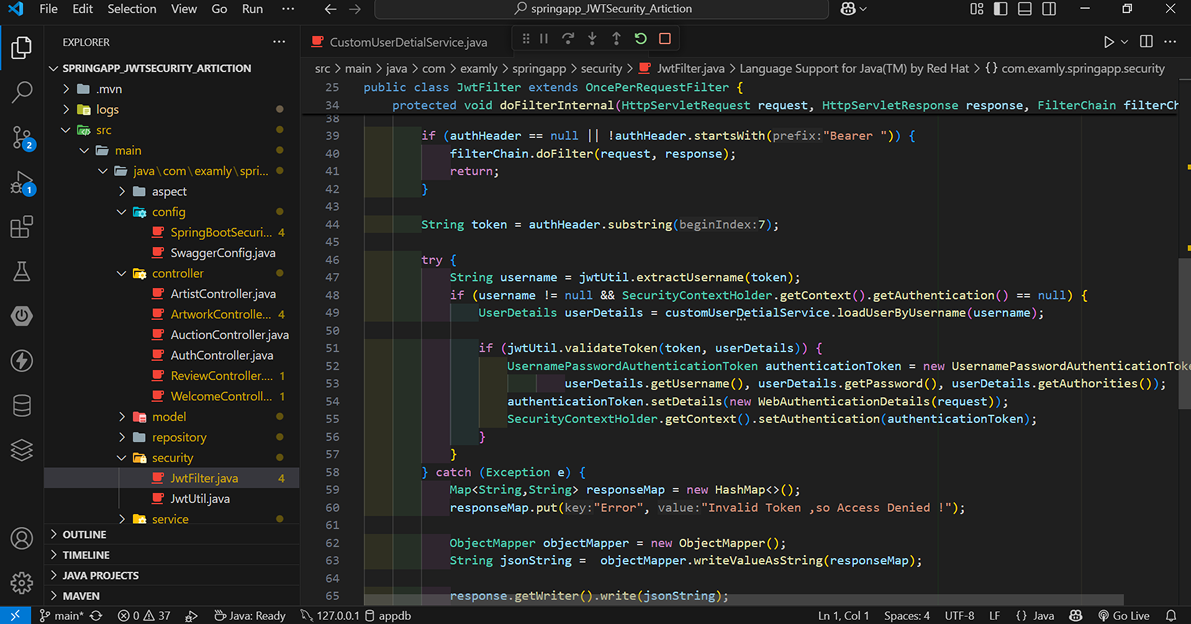 File Edit Selection View Go Run ··· springapp_JWTSecurity_Artiction
EXPLORER ···
SPRINGAPP_JWTSECURITY_ARTICTION
.mvn
logs
src
main
java\com\examly\spri...
aspect
config
SpringBootSecuri... 4
SwaggerConfig.java
controller
ArtistController.java
ArtworkControlle... 4
AuctionController.java
AuthController.java
ReviewController.... 1
WelcomeControll... 1
model
repository
security
JwtFilter.java 4
JwtUtil.java
service
OUTLINE
TIMELINE
JAVA PROJECTS
MAVEN
2
1
CustomUserDetialService.java
src > main > java > com > examly > springapp > security > JwtFilter.java > Language Support for Java(TM) by Red Hat > {} com.examly.springapp.security
25 public class JwtFilter extends OncePerRequestFilter {
34 protected void doFilterInternal(HttpServletRequest request, HttpServletResponse response, FilterChain filterCh
38
39 if (authHeader == null || !authHeader.startsWith(prefix:"Bearer ")) {
40 filterChain.doFilter(request, response);
41 return;
42 }
43
44 String token = authHeader.substring(beginIndex:7);
45
46 try {
47 String username = jwtUtil.extractUsername(token);
48 if (username != null && SecurityContextHolder.getContext().getAuthentication() == null) {
49 UserDetails userDetails = customUserDetialService.loadUserByUsername(username);
50
51 if (jwtUtil.validateToken(token, userDetails)) {
52 UsernamePasswordAuthenticationToken authenticationToken = new UsernamePasswordAuthenticationToke
53 userDetails.getUsername(), userDetails.getPassword(), userDetails.getAuthorities());
54 authenticationToken.setDetails(new WebAuthenticationDetails(request));
55 SecurityContextHolder.getContext().setAuthentication(authenticationToken);
56 }
57 }
58 } catch (Exception e) {
59 Map<String,String> responseMap = new HashMap<>();
60 responseMap.put(key:"Error", value:"Invalid Token ,so Access Denied !");
61
62 ObjectMapper objectMapper = new ObjectMapper();
63 String jsonString = objectMapper.writeValueAsString(responseMap);
64
65 response.getWriter().write(jsonString);
main* 0 37 Java: Ready 127.0.0.1 appdb Ln 1, Col 1 Spaces: 4 UTF-8 LF {} Java Go Live